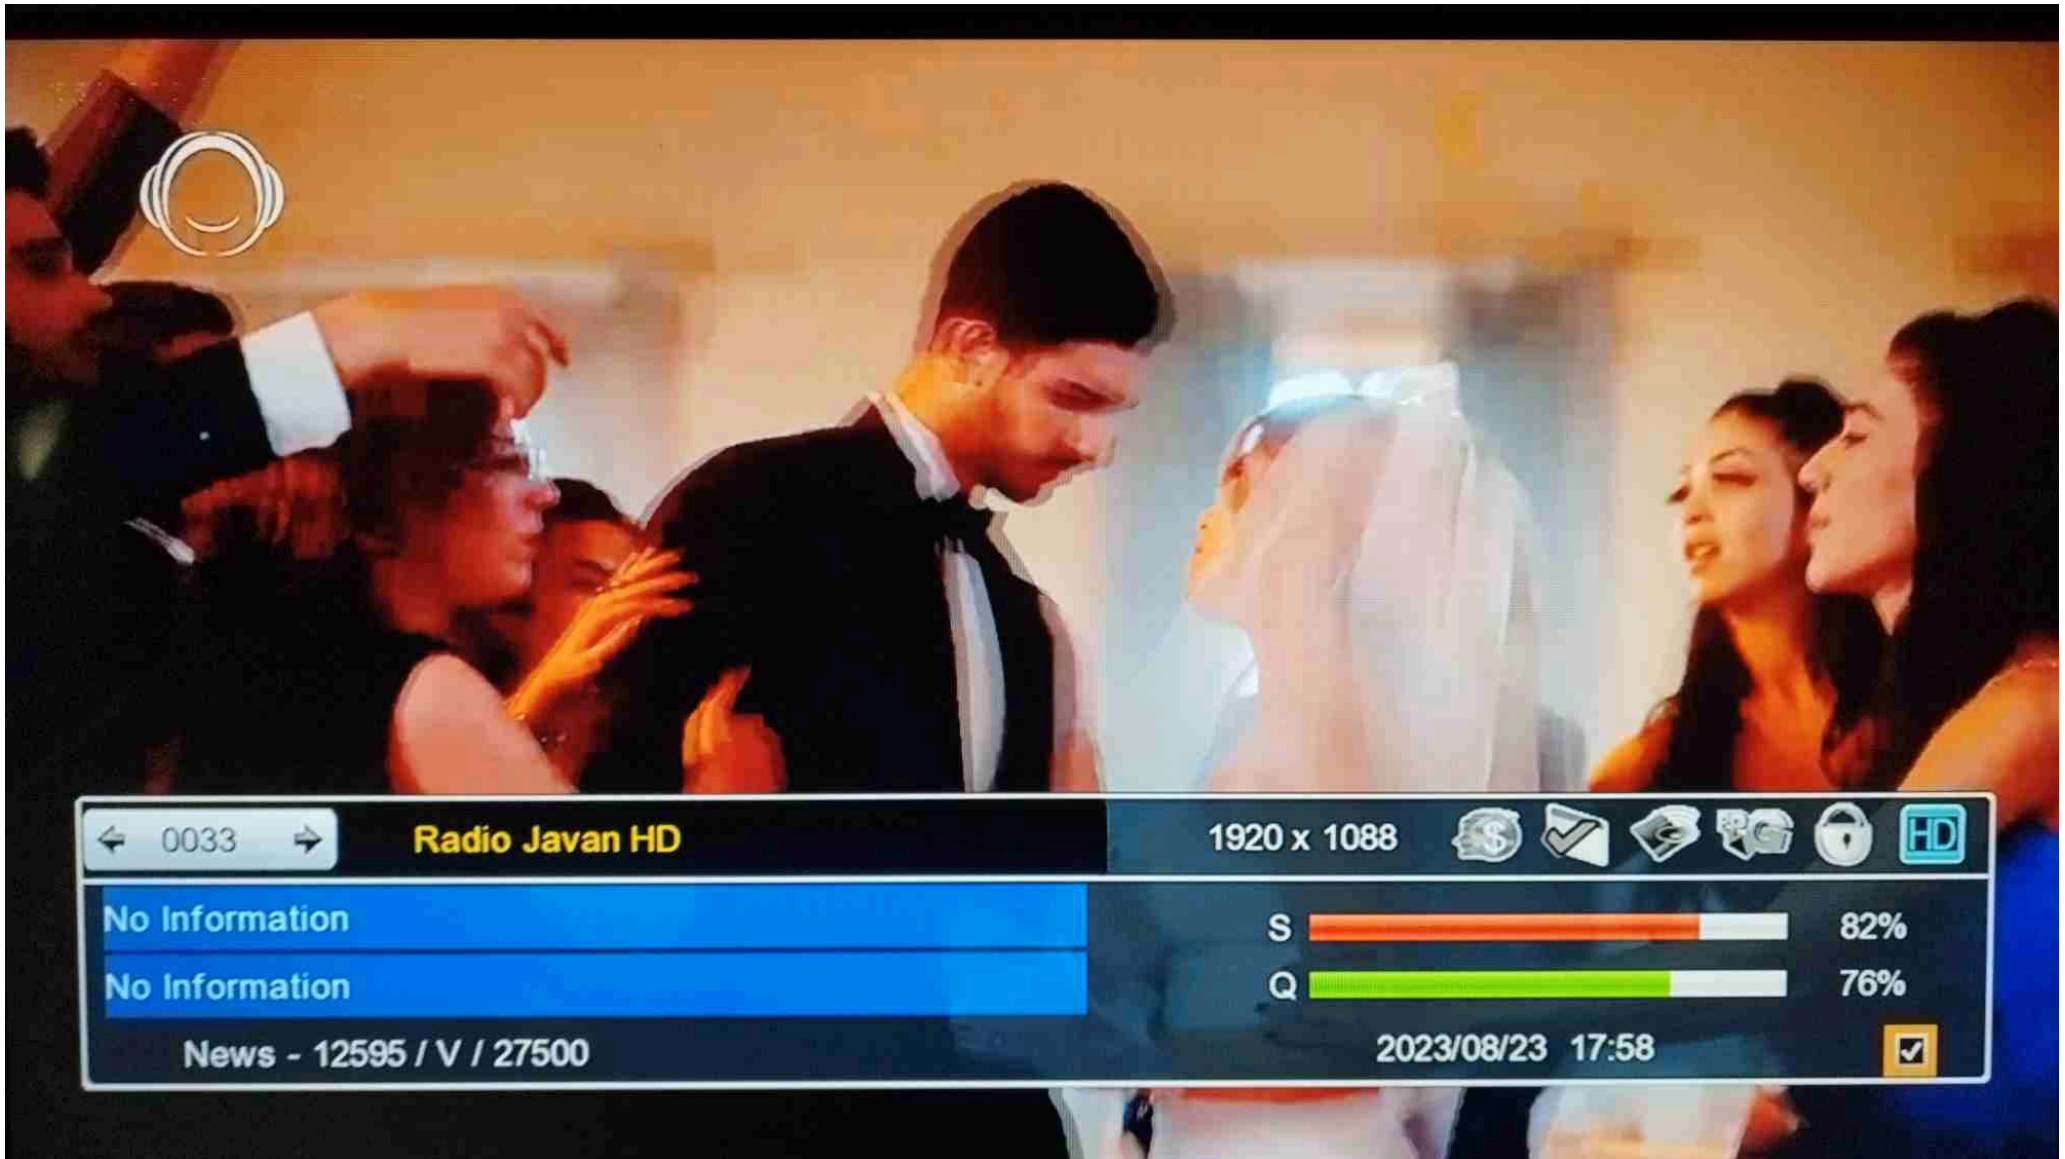 0033
Radio Javan HD
1920 x 1088
HD
No Information
S 82%
No Information
Q 76%
News - 12595 / V / 27500
2023/08/23 17:58